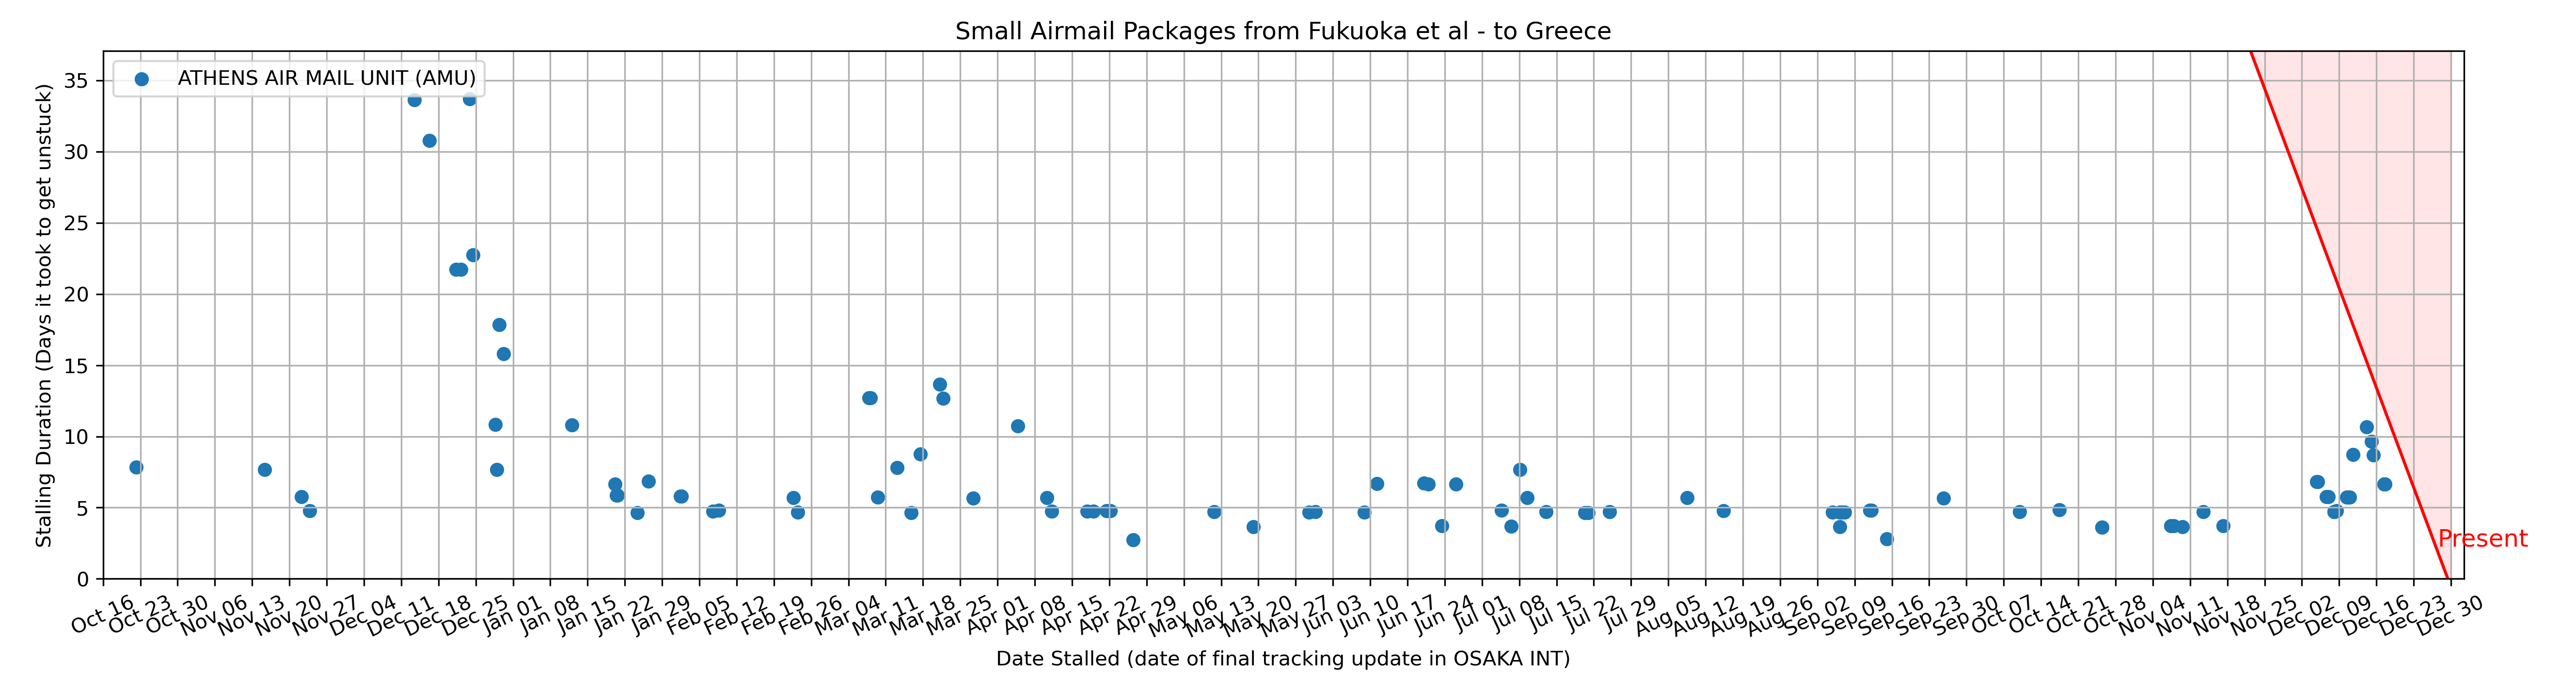 Small Airmail Packages from Fukuoka et al - to Greece
ATHENS AIR MAIL UNIT (AMU)
Stalling Duration (Days it took to get unstuck)
35
30
25
20
15
10
5
0
Present
Oct 16
Oct 23
Oct 30
Nov 06
Nov 13
Nov 20
Nov 27
Dec 04
Dec 11
Dec 18
Dec 25
Jan 01
Jan 08
Jan 15
Jan 22
Jan 29
Feb 05
Feb 12
Feb 19
Feb 26
Mar 04
Mar 11
Mar 18
Mar 25
Apr 01
Apr 08
Apr 15
Apr 22
Apr 29
May 06
May 13
May 20
May 27
Jun 03
Jun 10
Jun 17
Jun 24
Jul 01
Jul 08
Jul 15
Jul 22
Jul 29
Aug 05
Aug 12
Aug 19
Aug 26
Sep 02
Sep 09
Sep 16
Sep 23
Sep 30
Oct 07
Oct 14
Oct 21
Oct 28
Nov 04
Nov 11
Nov 18
Nov 25
Dec 02
Dec 09
Dec 16
Dec 23
Dec 30
Date Stalled (date of final tracking update in OSAKA INT)